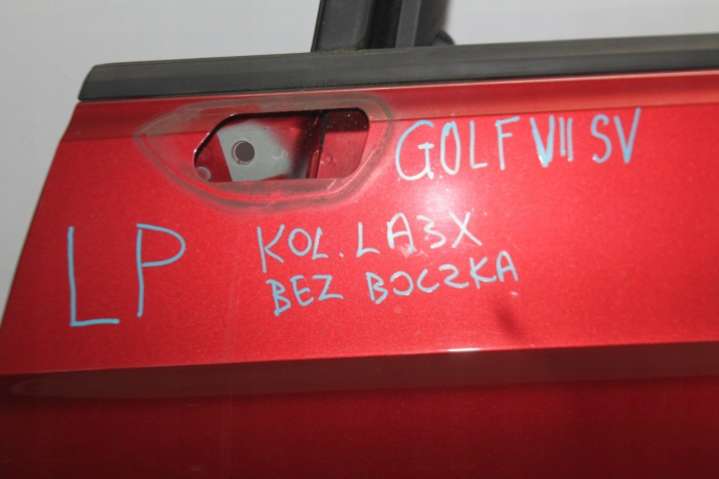 GOLF VII SV
LP
KOL. LA3X
BEZ BOCZKA